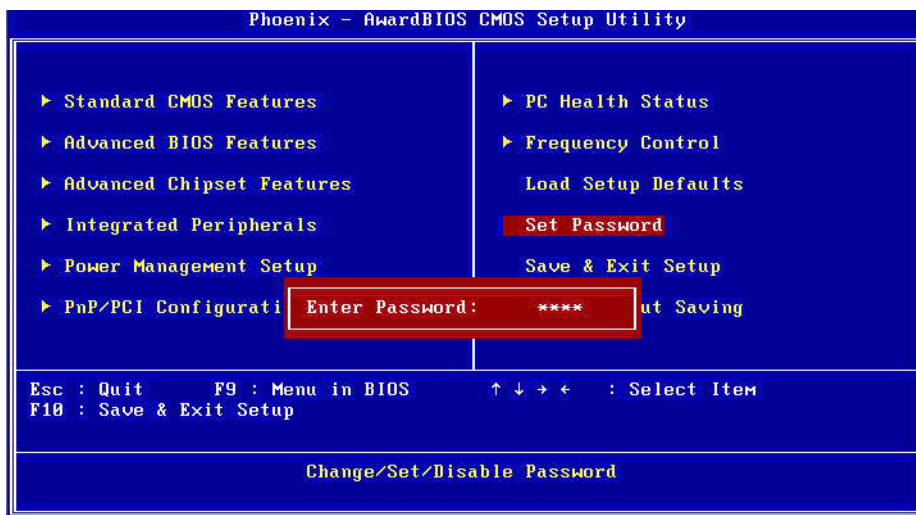 Phoenix - AwardBIOS CMOS Setup Utility
Standard CMOS Features
Advanced BIOS Features
Advanced Chipset Features
Integrated Peripherals
Power Management Setup
PnP/PCI Configurati
PC Health Status
Frequency Control
Load Setup Defaults
Set Password
Save & Exit Setup
ut Saving
Enter Password: ****
Esc : Quit F9 : Menu in BIOS ↑ ↓ → ← : Select Item
F10 : Save & Exit Setup
Change/Set/Disable Password